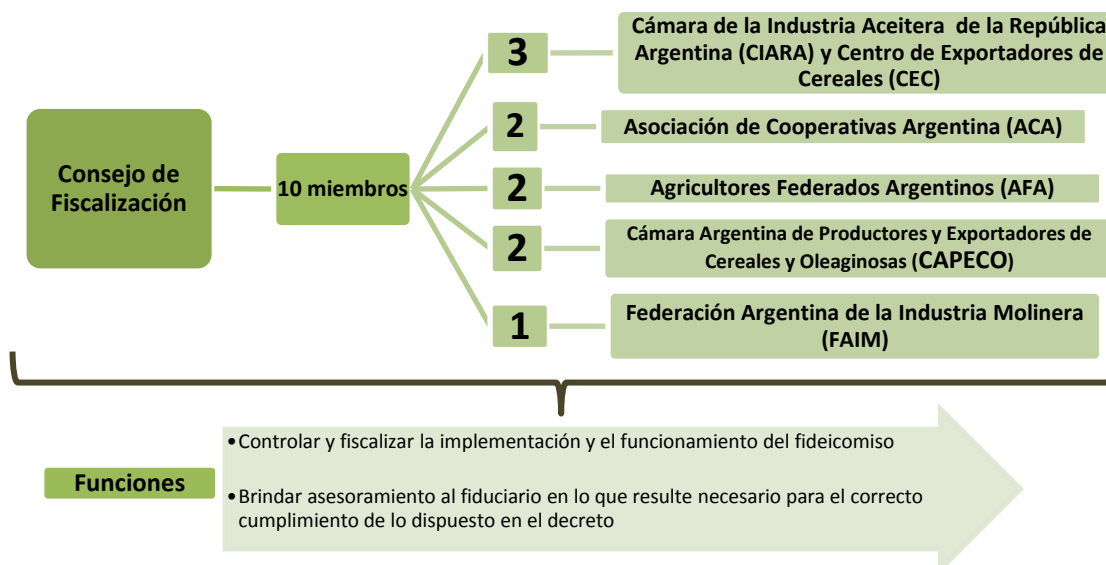 Consejo de
Fiscalización
10 miembros
3
Cámara de la Industria Aceitera de la República
Argentina (CIARA) y Centro de Exportadores de
Cereales (CEC)
2
Asociación de Cooperativas Argentina (ACA)
2
Agricultores Federados Argentinos (AFA)
2
Cámara Argentina de Productores y Exportadores de
Cereales y Oleaginosas (CAPECO)
1
Federación Argentina de la Industria Molinera
(FAIM)
Funciones
•Controlar y fiscalizar la implementación y el funcionamiento del fideicomiso
•Brindar asesoramiento al fiduciario en lo que resulte necesario para el correcto
cumplimiento de lo dispuesto en el decreto